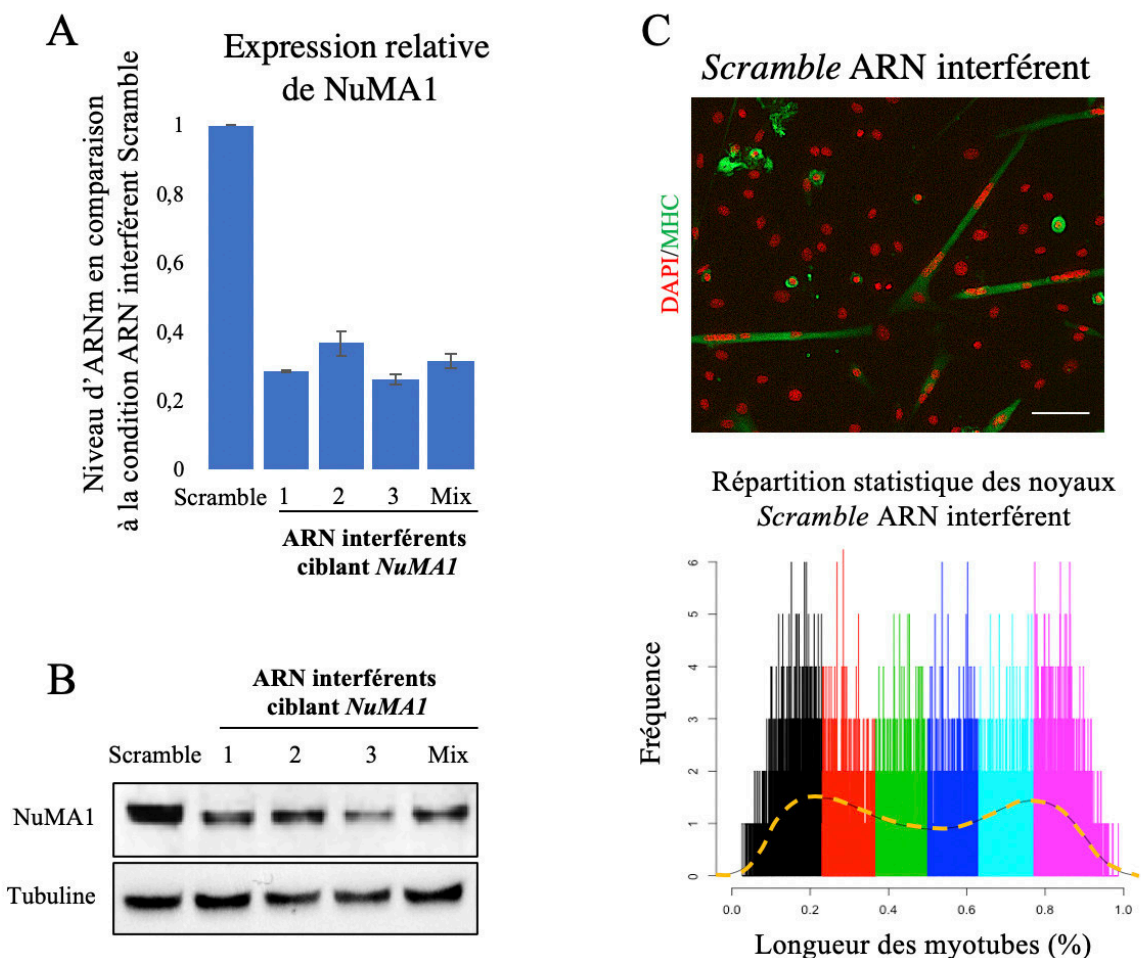 A
Expression relative
de NuMA1
Niveau d'ARNm en comparaison
à la condition ARN interférent Scramble
1
0,8
0,6
0,4
0,2
0
Scramble 1 2 3 Mix
ARN interférents
ciblant NuMA1
B
ARN interférents
ciblant NuMA1
Scramble 1 2 3 Mix
NuMA1
Tubuline
C
Scramble ARN interférent
DAPI/MHC
Répartition statistique des noyaux
Scramble ARN interférent
Fréquence
6
5
4
3
2
1
0
0.0 0.2 0.4 0.6 0.8 1.0
Longueur des myotubes (%)